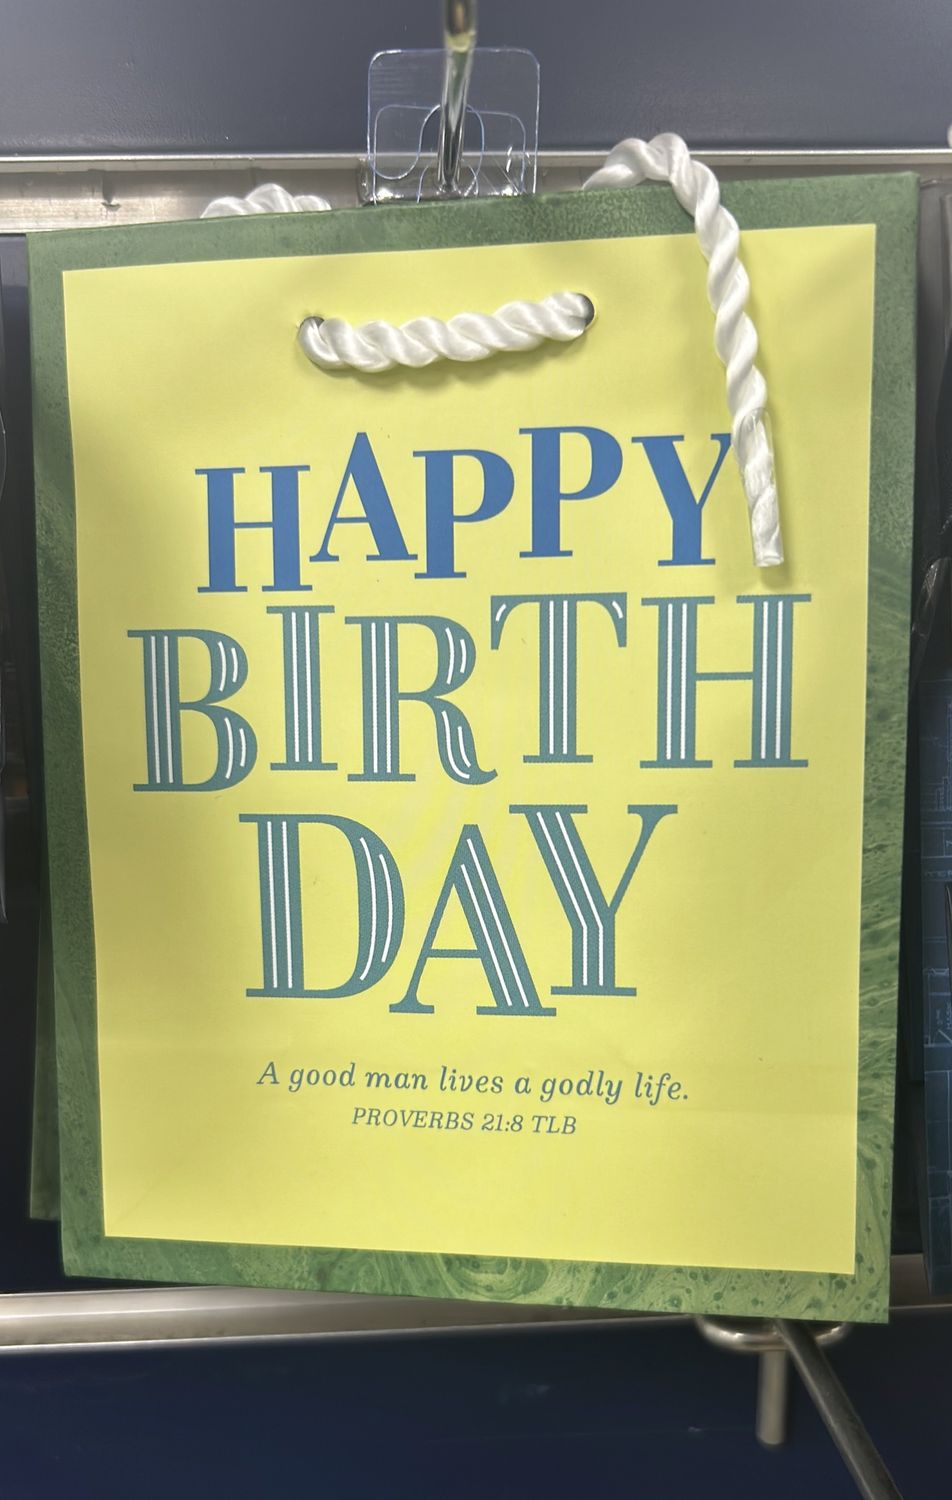 HAPPY
BIRTH
DAY
A good man lives a godly life.
PROVERBS 21:8 TLB